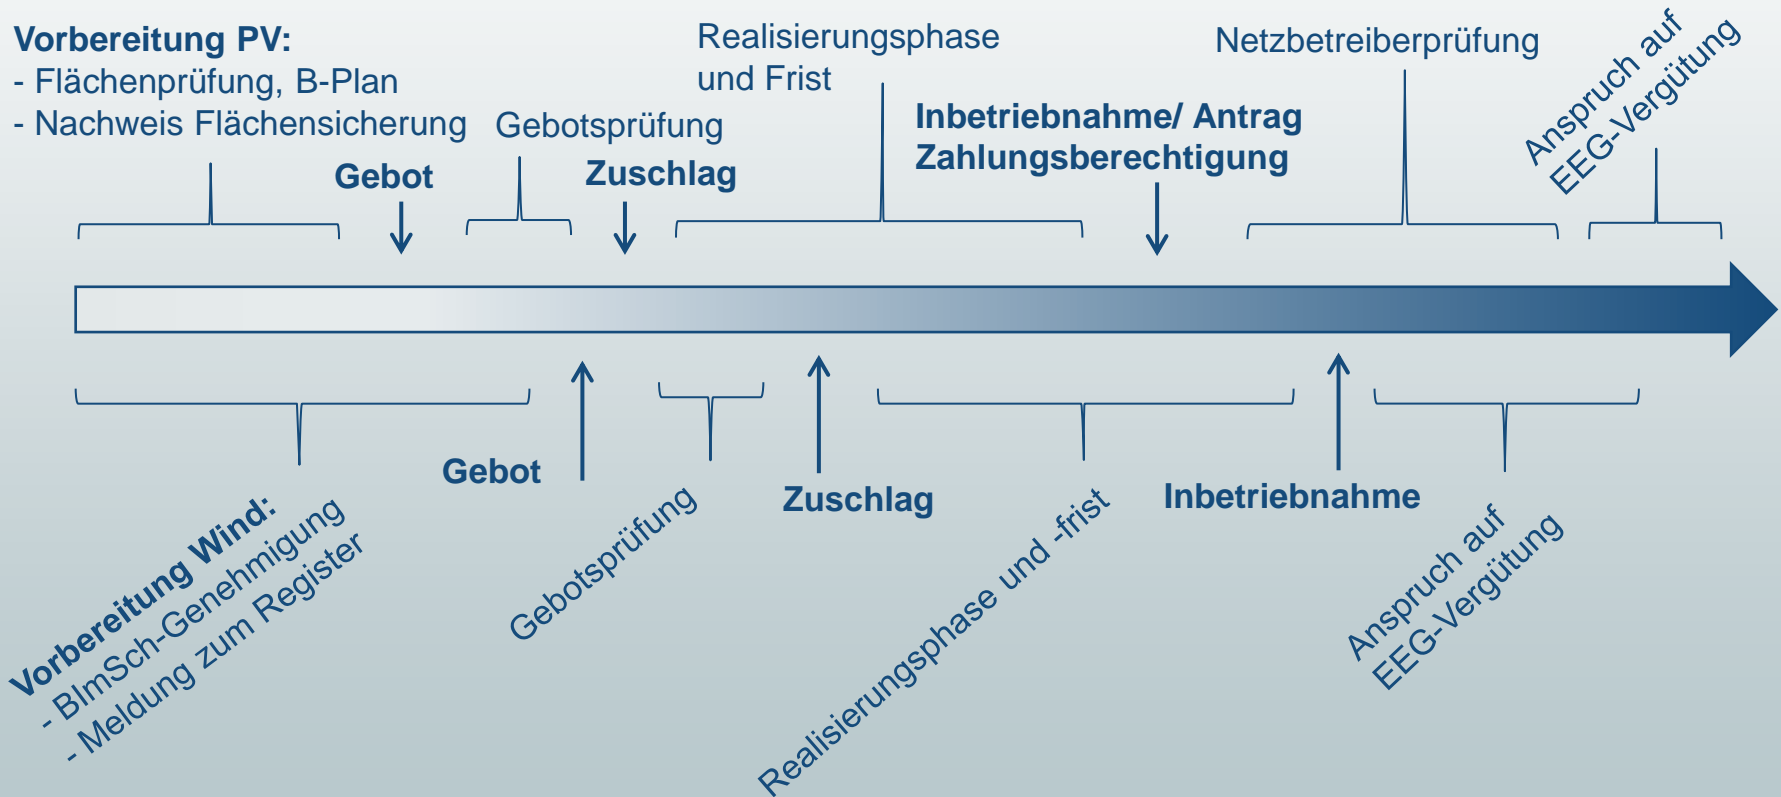 Vorbereitung PV:
- Flächenprüfung, B-Plan
- Nachweis Flächensicherung
Gebot
Gebotsprüfung
Zuschlag
Realisierungsphase
und Frist
Inbetriebnahme/ Antrag
Zahlungsberechtigung
Netzbetreiberprüfung
Anspruch auf
EEG-Vergütung
Vorbereitung Wind:
- BImSch-Genehmigung
- Meldung zum Register
Gebot
Gebotsprüfung
Zuschlag
Realisierungsphase und -frist
Inbetriebnahme
Anspruch auf
EEG-Vergütung